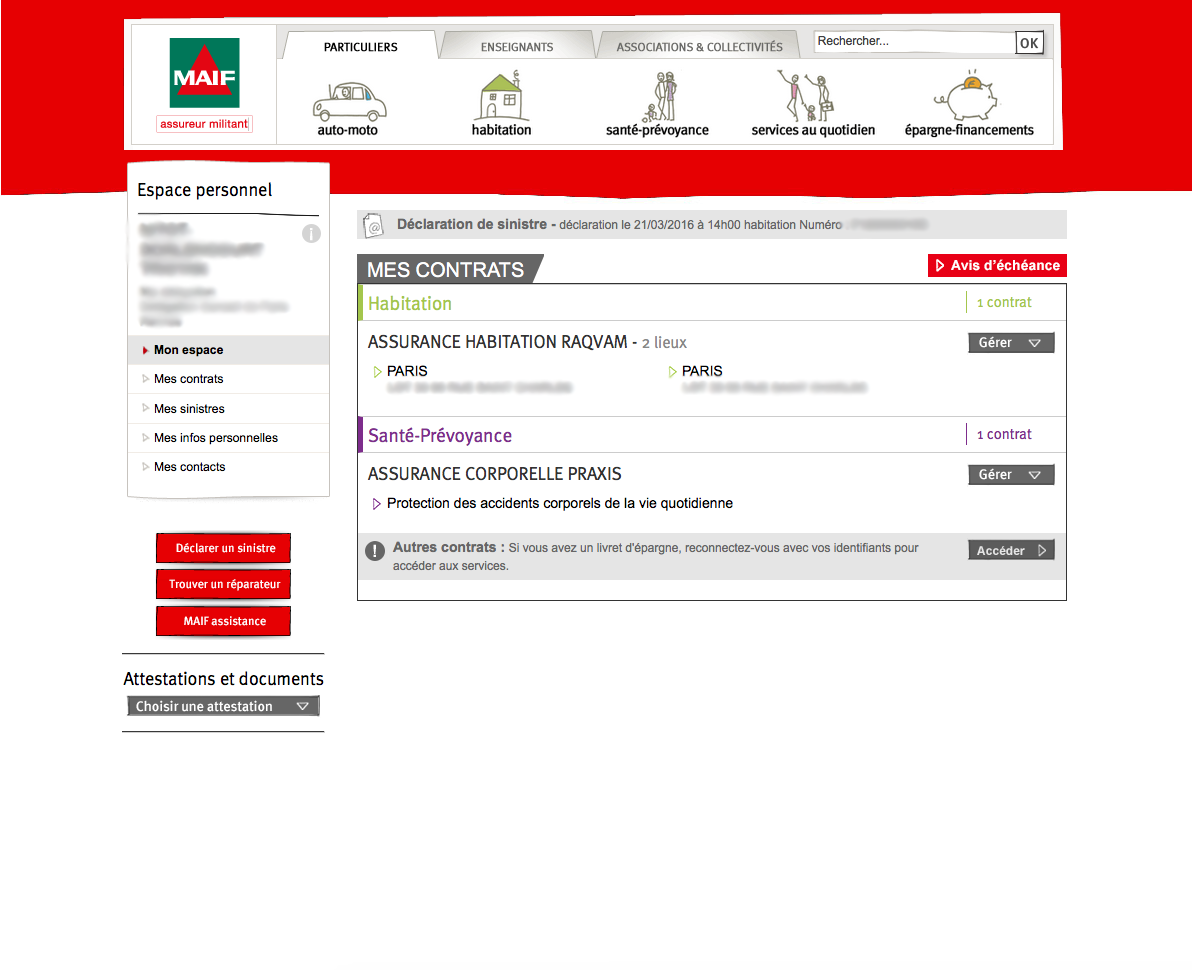 PARTICULIERS
ENSEIGNANTS
ASSOCIATIONS & COLLECTIVITÉS
Rechercher...
OK
MAIF
assureur militant
auto-moto
habitation
santé-prévoyance
services au quotidien
épargne-financements
Espace personnel
i
Mon espace
Mes contrats
Mes sinistres
Mes infos personnelles
Mes contacts
Déclarer un sinistre
Trouver un réparateur
MAIF assistance
Attestations et documents
Choisir une attestation
@ Déclaration de sinistre - déclaration le 21/03/2016 à 14h00 habitation Numéro
MES CONTRATS
Avis d'échéance
Habitation
1 contrat
ASSURANCE HABITATION RAQVAM - 2 lieux
Gérer
PARIS
PARIS
Santé-Prévoyance
1 contrat
ASSURANCE CORPORELLE PRAXIS
Gérer
Protection des accidents corporels de la vie quotidienne
! Autres contrats : Si vous avez un livret d'épargne, reconnectez-vous avec vos identifiants pour
accéder aux services.
Accéder